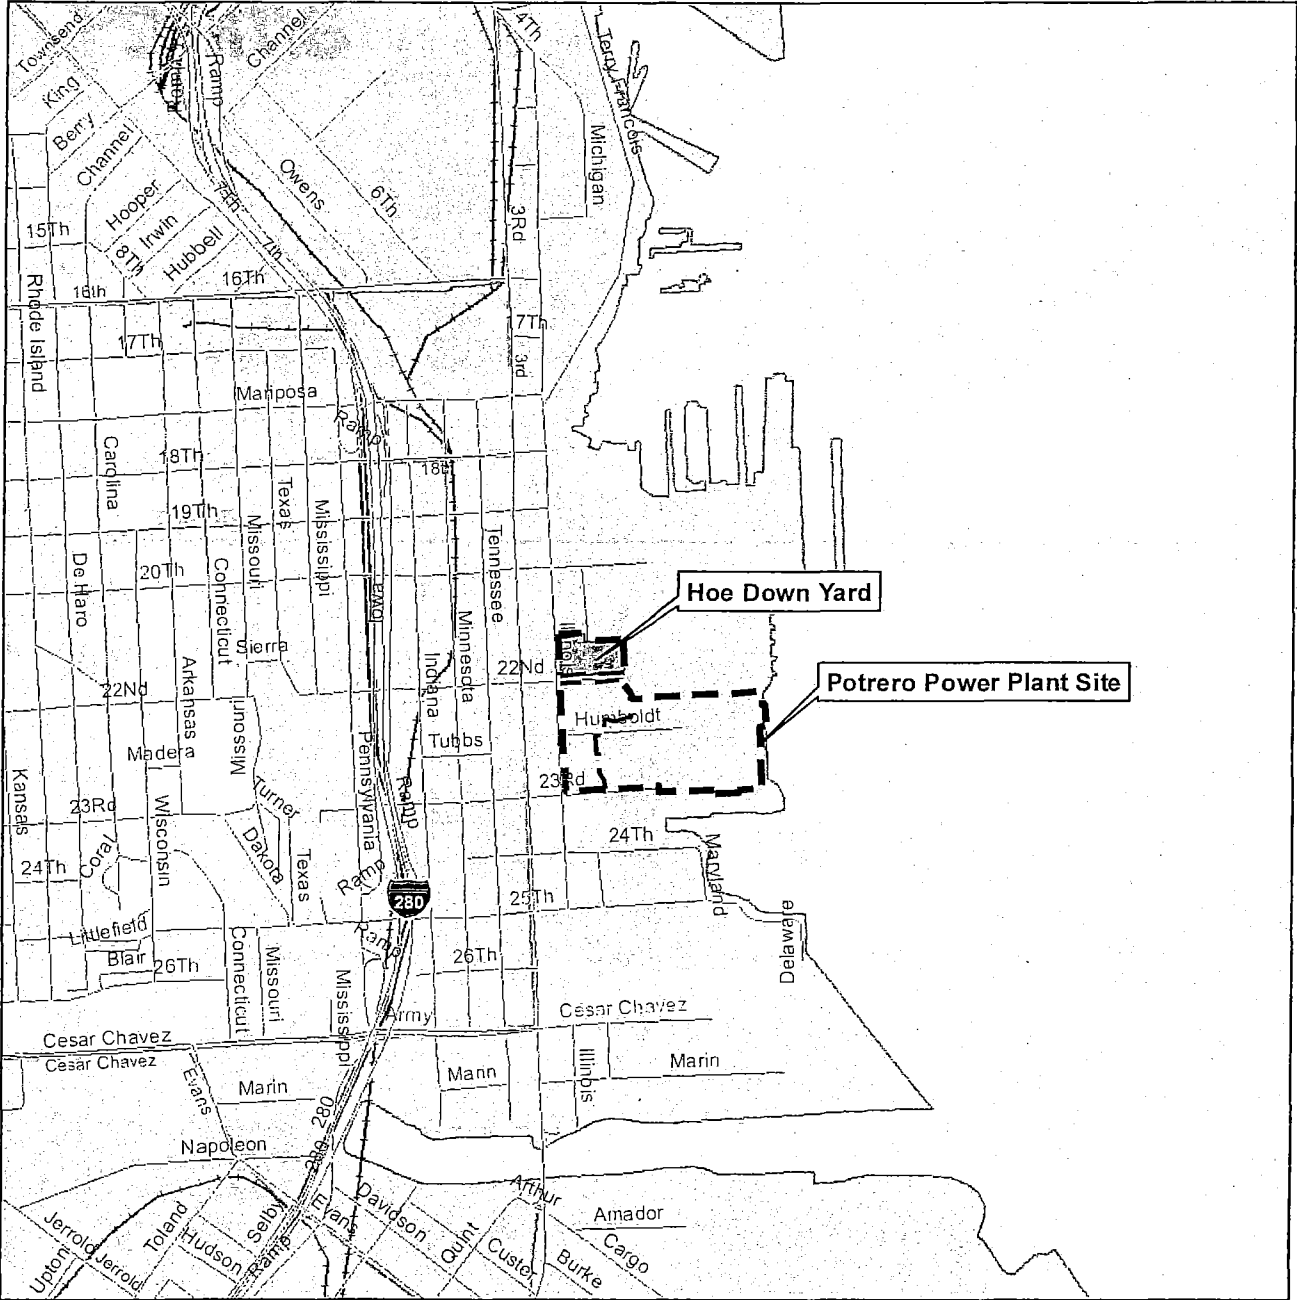 Townsend
Ramp
Channel
4Th
Terry Francois
King
Berry
Channel
Michigan
Owens
6Th
7Th
Hooper
Irwin
3Rd
15Th
8Th
Hubbell
7th
16Th
16th
Rhode Island
17Th
17Th
3rd
Mariposa
Ramp
Carolina
18Th
18th
Texas
19Th
Missouri
Mississippi
Tennessee
De Haro
20Th
Connecticut
Hoe Down Yard
Minnesota
Illinois
Sierra
Indiana
22Nd
Arkansas
22Nd
Potrero Power Plant Site
Missouri
Humboldt
Madera
Pennsylvania
Tubbs
Kansas
23Rd
Wisconsin
Turner
Ramp
23Rd
Dakota
24Th
Coral
24Th
Texas
Ramp
Maryland
280
25Th
Delaware
Littlefield
Ramp
Blair
26Th
Connecticut
Missouri
Mississippi
26Th
Army
Cesar Chavez
Cesar Chavez
Cesar Chavez
Evans
Marin
Mann
Illinois
Marin
280
Napoleon
280
Arthur
Jerrold
Jerrold
Upton
Toland
Hudson
Selby
Ramp
Evans
Davidson
Quint
Custer
Burke
Amador
Cargo